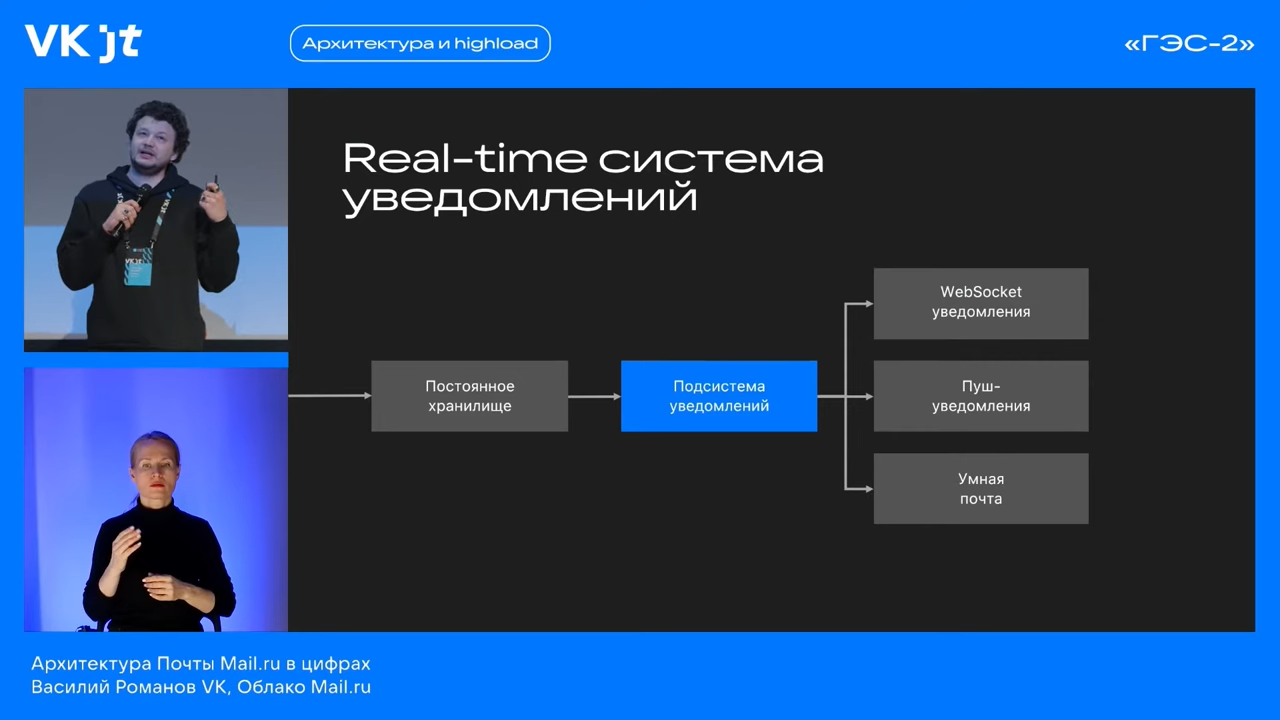 VK jt
Архитектура и highload
«ГЭС-2»
Real-time система
уведомлений
WebSocket
уведомления
Постоянное
хранилище
Подсистема
уведомлений
Пуш-
уведомления
Умная
почта
Архитектура Почты Mail.ru в цифрах
Василий Романов VK, Облако Mail.ru